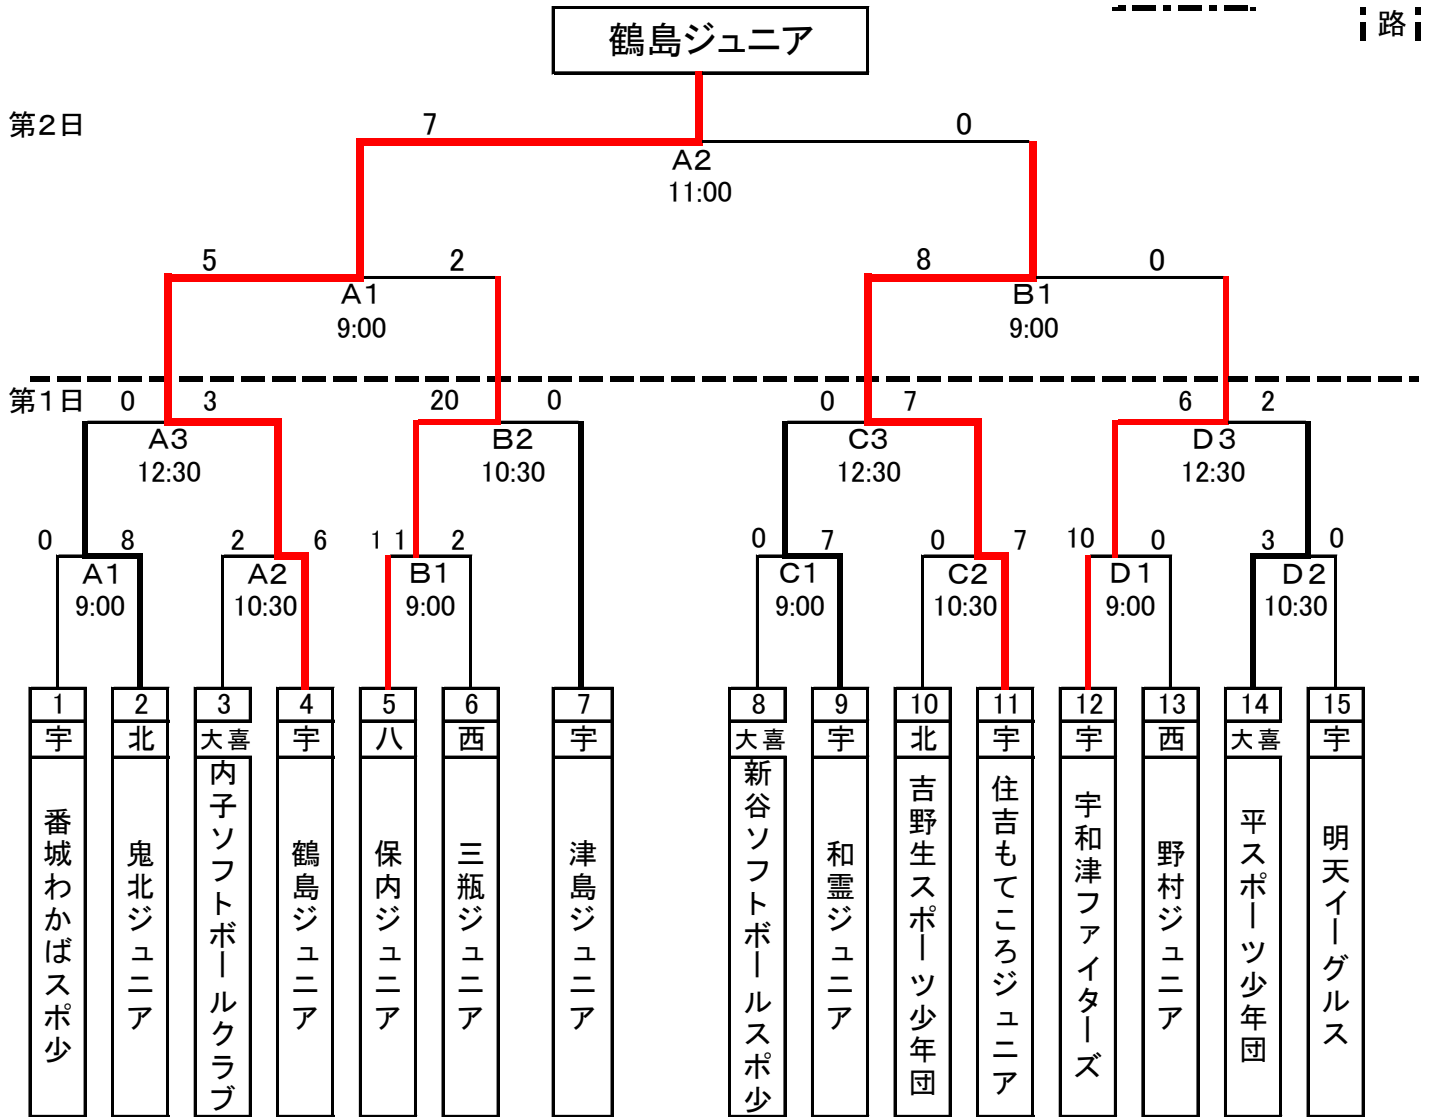 鶴島ジュニア
路
第2日
7
0
A2
11:00
5
2
8
0
A1
B1
9:00
9:00
第1日
0
3
20
0
0
7
6
2
A3
B2
C3
D3
12:30
10:30
12:30
12:30
0
8
2
6
1 1
2
0
7
0
7
10
0
3
0
A1
A2
B1
C1
C2
D1
D2
9:00
10:30
9:00
9:00
10:30
9:00
10:30
1
2
3
4
5
6
7
8
9
10
11
12
13
14
15
宇
北
大喜
宇
八
西
宇
大喜
宇
北
宇
宇
西
大喜
宇
番城わかばスポ少
鬼北ジュニア
内子ソフトボールクラブ
鶴島ジュニア
保内ジュニア
三瓶ジュニア
津島ジュニア
新谷ソフトボールスポ少
和霊ジュニア
吉野生スポーツ少年団
住吉もてころジュニア
宇和津ファイターズ
野村ジュニア
平スポーツ少年団
明天イーグルス